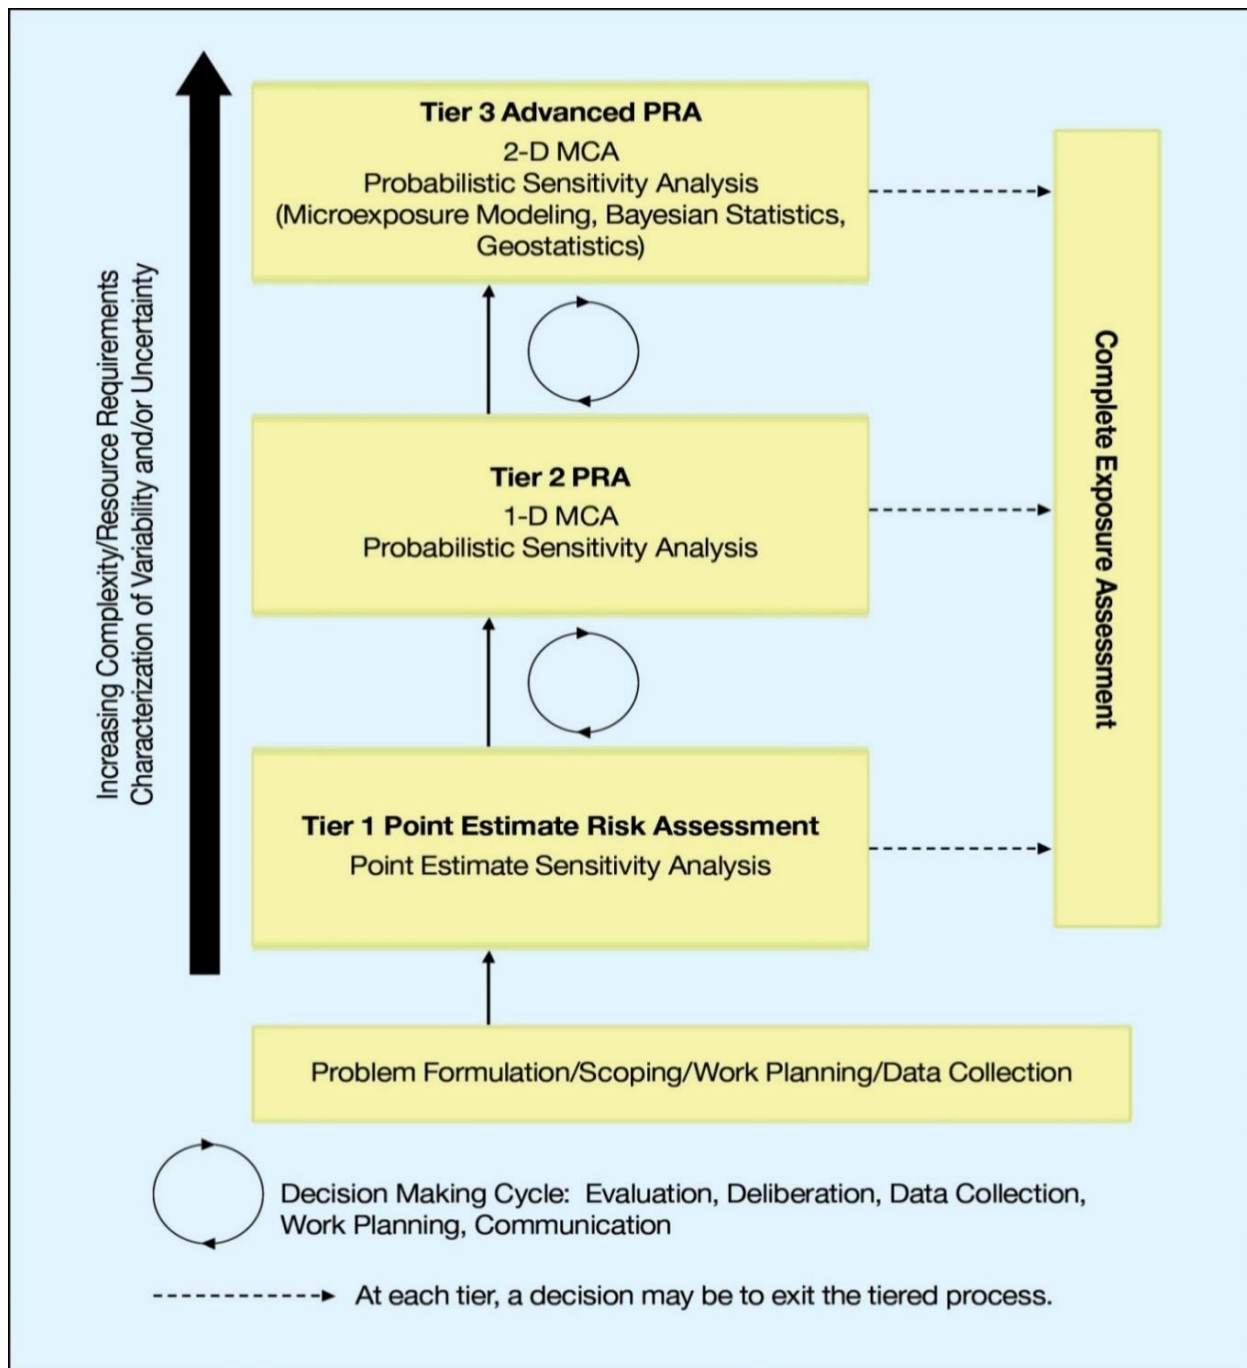 Tier 3 Advanced PRA
2-D MCA
Probabilistic Sensitivity Analysis
(Microexposure Modeling, Bayesian Statistics,
Geostatistics)
Increasing Complexity/Resource Requirements
Characterization of Variability and/or Uncertainty
Complete Exposure Assessment
Tier 2 PRA
1-D MCA
Probabilistic Sensitivity Analysis
Tier 1 Point Estimate Risk Assessment
Point Estimate Sensitivity Analysis
Problem Formulation/Scoping/Work Planning/Data Collection
Decision Making Cycle: Evaluation, Deliberation, Data Collection,
Work Planning, Communication
At each tier, a decision may be to exit the tiered process.